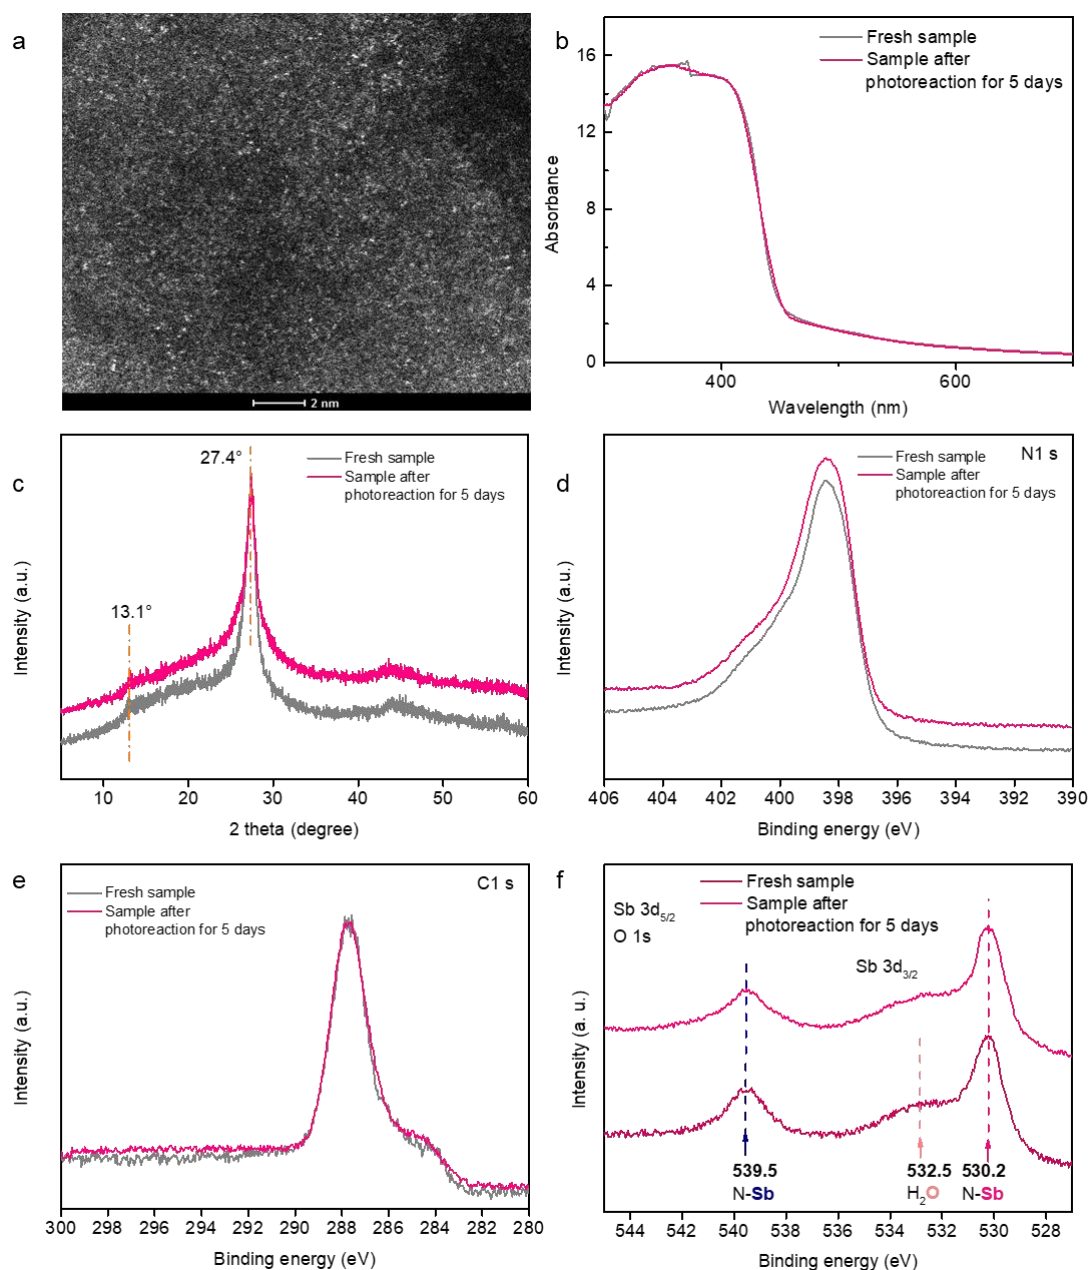 a
2 nm
b
Fresh sample
Sample after
photoreaction for 5 days
16
12
8
4
0
Absorbance
400
600
Wavelength (nm)
c
27.4°
13.1°
Fresh sample
Sample after
photoreaction for 5 days
Intensity (a.u.)
10
20
30
40
50
60
2 theta (degree)
d
Fresh sample
Sample after
photoreaction for 5 days
N1 s
Intensity (a.u.)
406
404
402
400
398
396
394
392
390
Binding energy (eV)
e
Fresh sample
Sample after
photoreaction for 5 days
C1 s
Intensity (a.u.)
300
298
296
294
292
290
288
286
284
282
280
Binding energy (eV)
f
Fresh sample
Sample after
photoreaction for 5 days
Sb 3d5/2
O 1s
Sb 3d3/2
Intensity (a. u.)
539.5
N-Sb
532.5
H2O
530.2
N-Sb
544
542
540
538
536
534
532
530
528
Binding energy (eV)